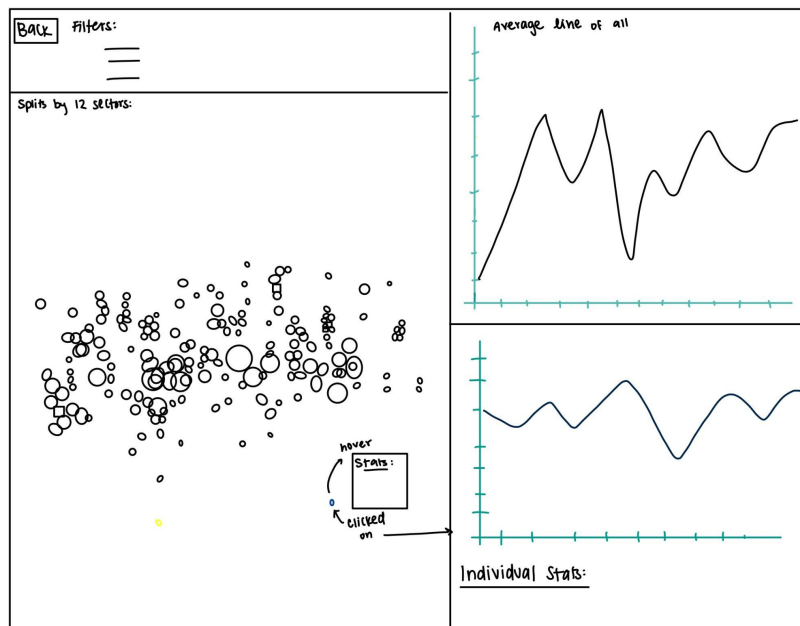 Back Filters:
Splits by 12 sectors:
hover
Stats:
clicked
on
Average line of all
Individual Stats: